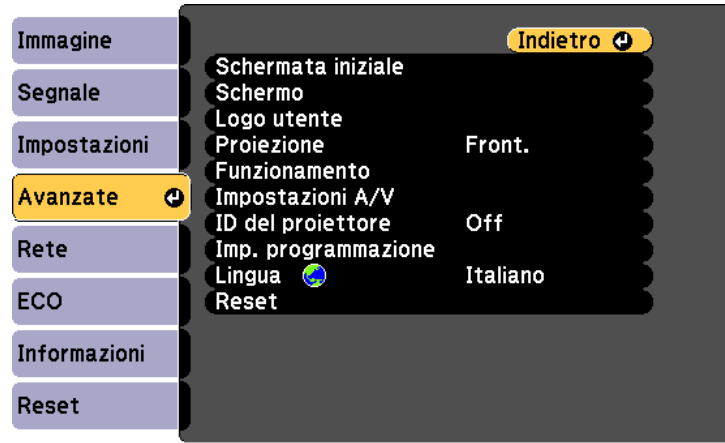 Immagine
Segnale
Impostazioni
Avanzate
Rete
ECO
Informazioni
Reset
Indietro
Schermata iniziale
Schermo
Logo utente
Proiezione Front.
Funzionamento
Impostazioni A/V
ID del proiettore Off
Imp. programmazione
Lingua Italiano
Reset